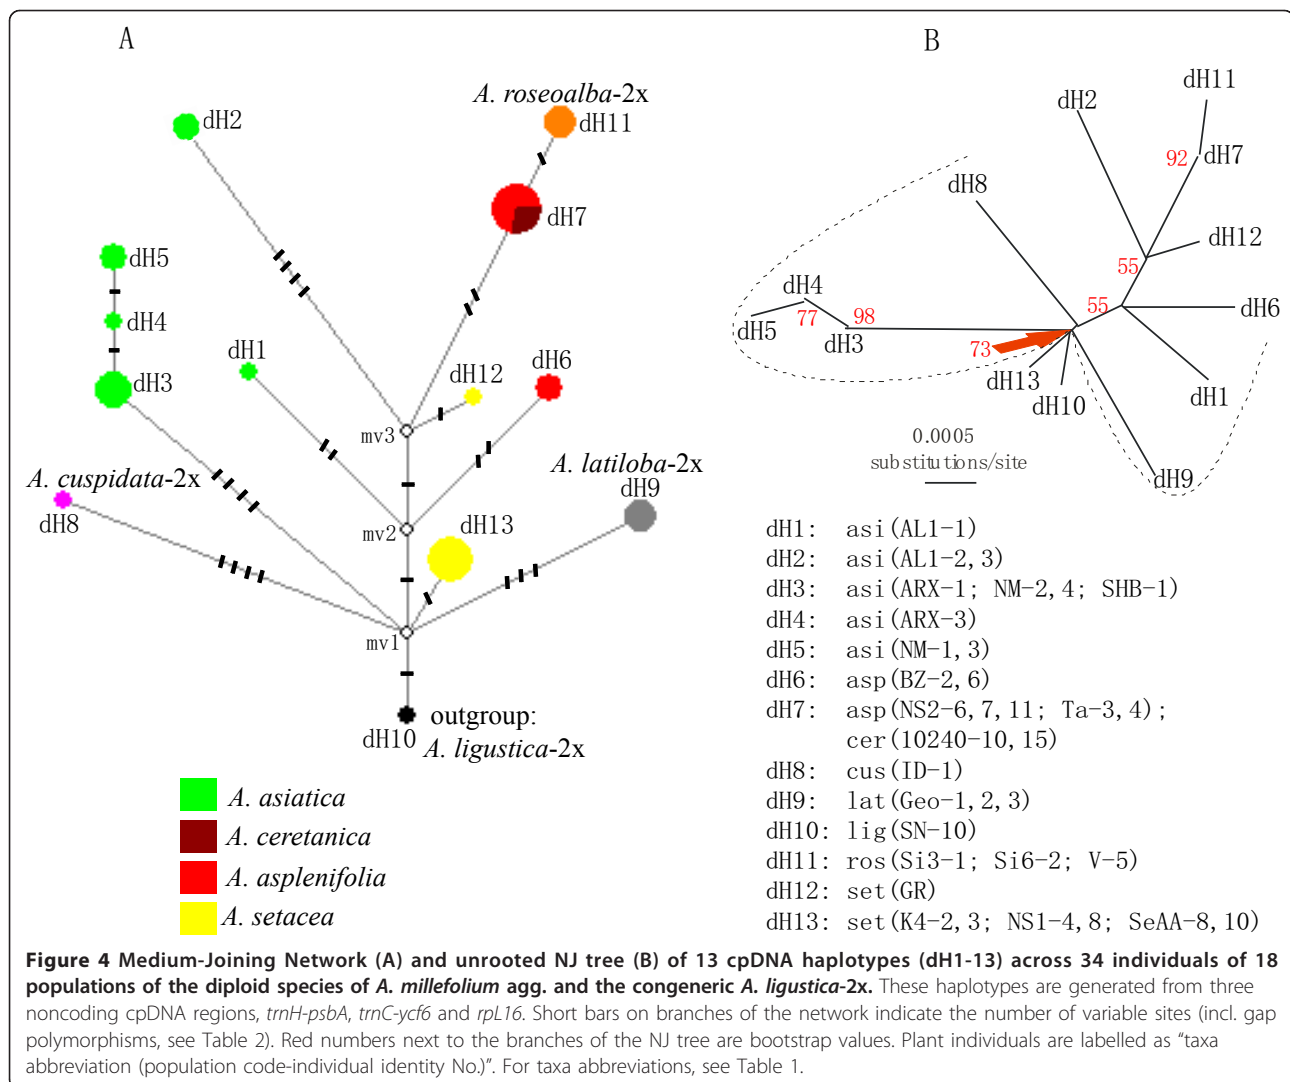 A
B
A. roseoalba-2x
dH2
dH11
dH7
dH5
dH4
dH3
dH1
dH12
dH6
mv3
A. cuspidata-2x
dH8
A. latiloba-2x
dH9
mv2
dH13
mv1
dH10
outgroup:
A. ligustica-2x
A. asiatica
A. ceretanica
A. asplenifolia
A. setacea
dH11
dH2
92
dH7
dH8
dH12
55
dH4
55
dH6
dH5
77
98
dH3
73
dH13
dH10
dH1
dH9
0.0005
substitutions/site
dH1: asi(AL1-1)
dH2: asi(AL1-2,3)
dH3: asi(ARX-1; NM-2,4; SHB-1)
dH4: asi(ARX-3)
dH5: asi(NM-1,3)
dH6: asp(BZ-2,6)
dH7: asp(NS2-6,7,11; Ta-3,4);
cer(10240-10,15)
dH8: cus(ID-1)
dH9: lat(Geo-1,2,3)
dH10: lig(SN-10)
dH11: ros(Si3-1; Si6-2; V-5)
dH12: set(GR)
dH13: set(K4-2,3; NS1-4,8; SeAA-8,10)
Figure 4 Medium-Joining Network (A) and unrooted NJ tree (B) of 13 cpDNA haplotypes (dH1-13) across 34 individuals of 18
populations of the diploid species of A. millefolium agg. and the congeneric A. ligustica-2x. These haplotypes are generated from three
noncoding cpDNA regions, trnH-psbA, trnC-ycf6 and rpL16. Short bars on branches of the network indicate the number of variable sites (incl. gap
polymorphisms, see Table 2). Red numbers next to the branches of the NJ tree are bootstrap values. Plant individuals are labelled as “taxa
abbreviation (population code-individual identity No.)”. For taxa abbreviations, see Table 1.